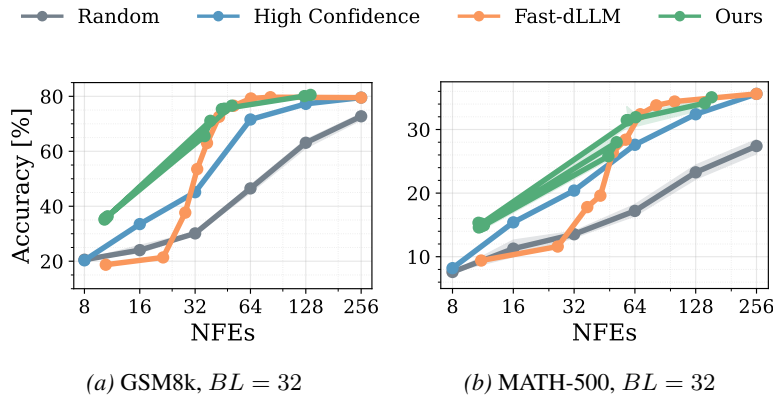 Random High Confidence Fast-dLLM Ours
Accuracy [%]
80
60
40
20
8 16 32 64 128 256
NFEs
(a) GSM8k, BL = 32
30
20
10
8 16 32 64 128 256
NFEs
(b) MATH-500, BL = 32